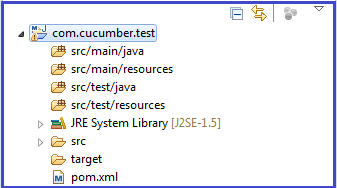 com.cucumber.test
src/main/java
src/main/resources
src/test/java
src/test/resources
JRE System Library [J2SE-1.5]
src
target
pom.xml